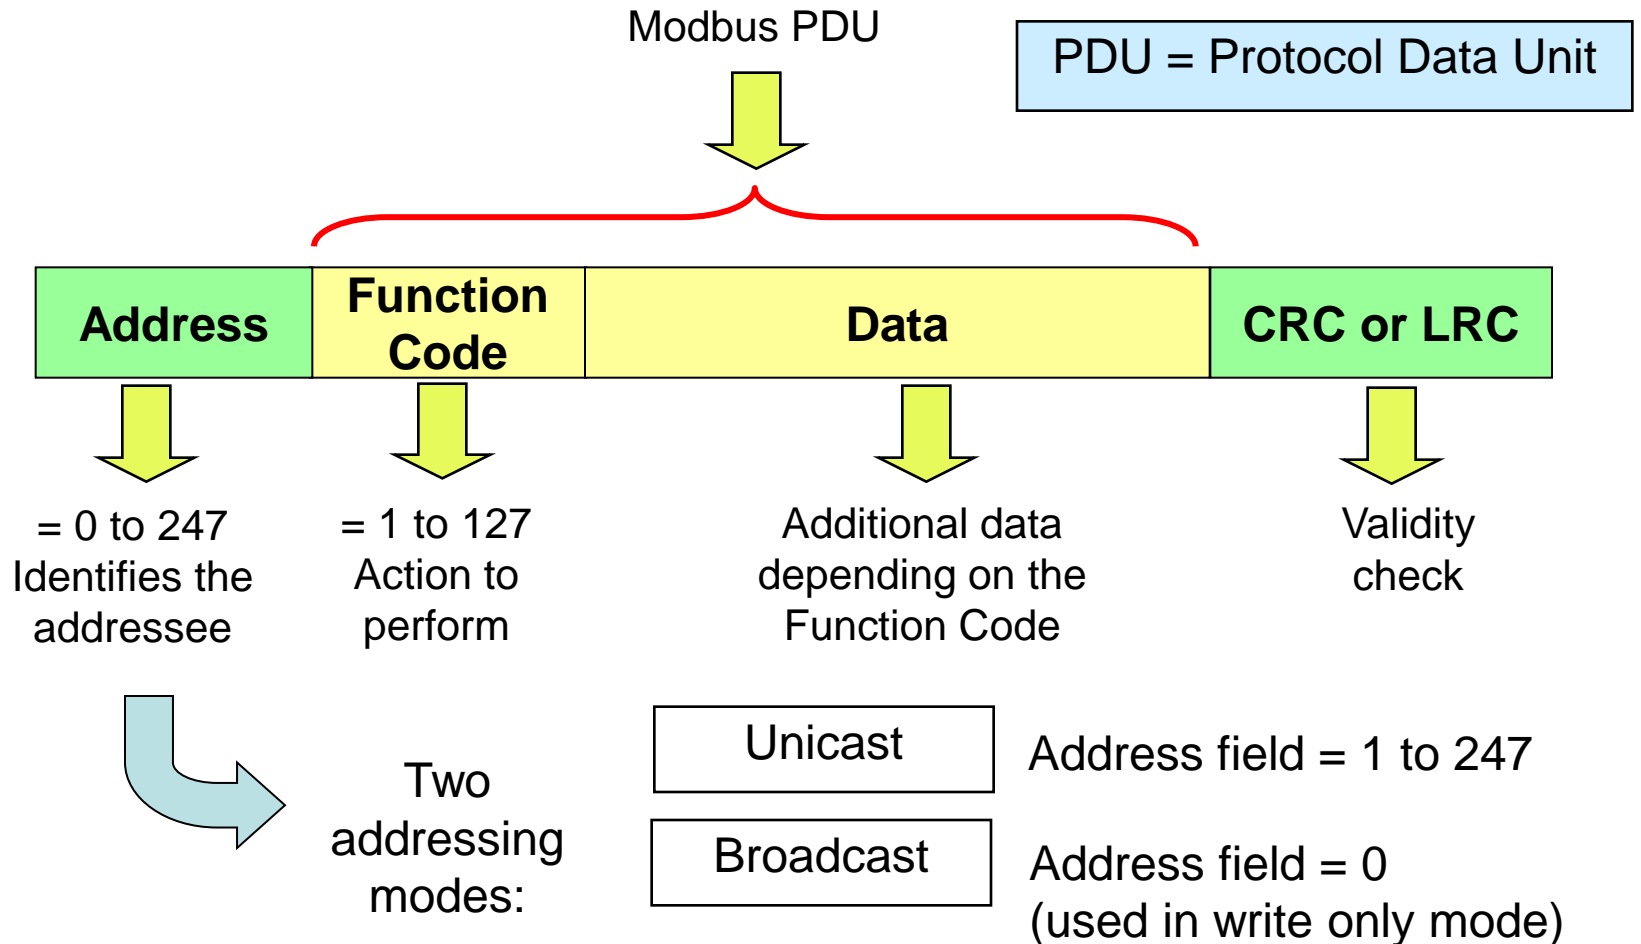 Modbus PDU
PDU = Protocol Data Unit
Address
Function
Code
Data
CRC or LRC
= 0 to 247
Identifies the
addressee
= 1 to 127
Action to
perform
Additional data
depending on the
Function Code
Validity
check
Two
addressing
modes:
Unicast
Address field = 1 to 247
Broadcast
Address field = 0
(used in write only mode)